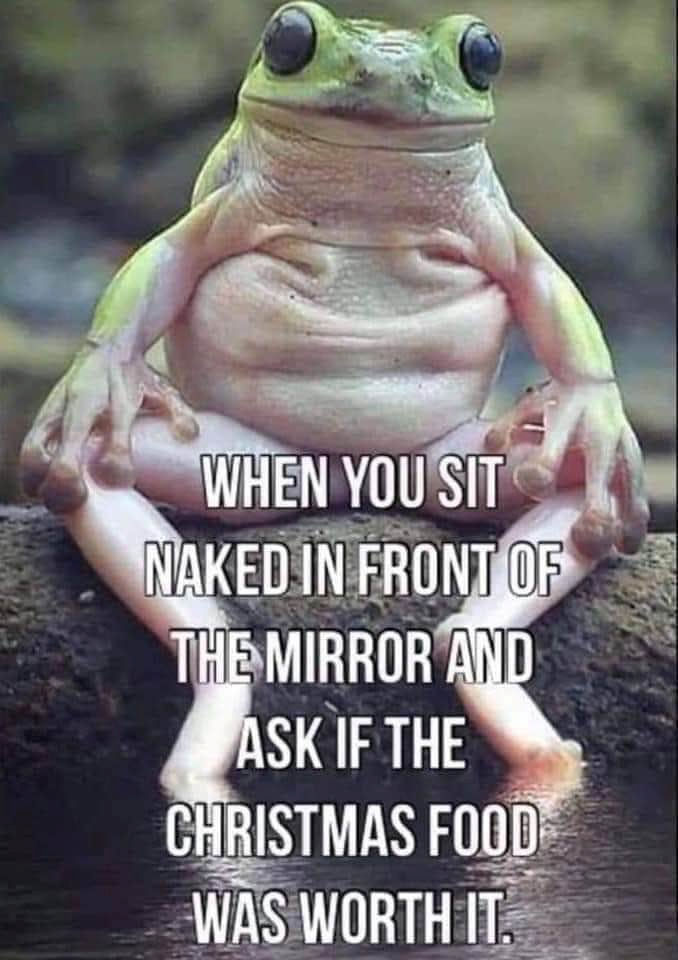 WHEN YOU SIT
NAKED IN FRONT OF
THE MIRROR AND
ASK IF THE
CHRISTMAS FOOD
WAS WORTH IT.